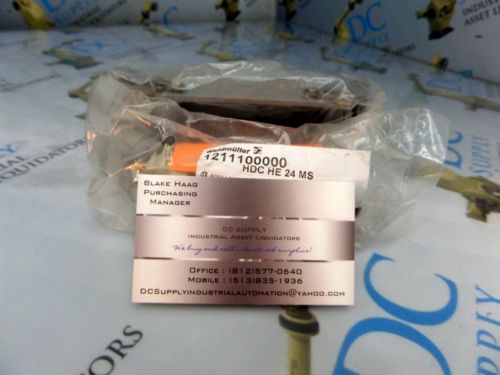 Weidmüller
1211100000
HDC HE 24 MS
Blake Haag
Purchasing
Manager
DC Supply
Industrial Asset Liquidators
We buy and sell industrial surplus!
Office : (812)577-0640
Mobile : (513)835-1936
DCSupplyindustrialautomation@yahoo.com